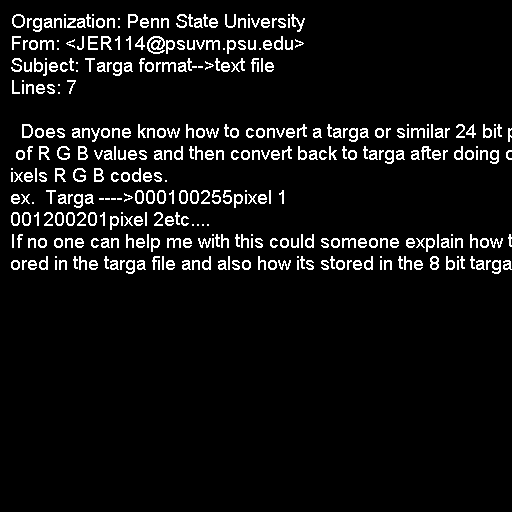 Organization: Penn State University
From: <JER114@psuvm.psu.edu>
Subject: Targa format-->text file
Lines: 7

  Does anyone know how to convert a targa or similar 24 bit
 of R G B values and then convert back to targa after doing
ixels R G B codes.
ex.  Targa ---->000100255pixel 1
001200201pixel 2etc....
If no one can help me with this could someone explain how
ored in the targa file and also how its stored in the 8 bit targa